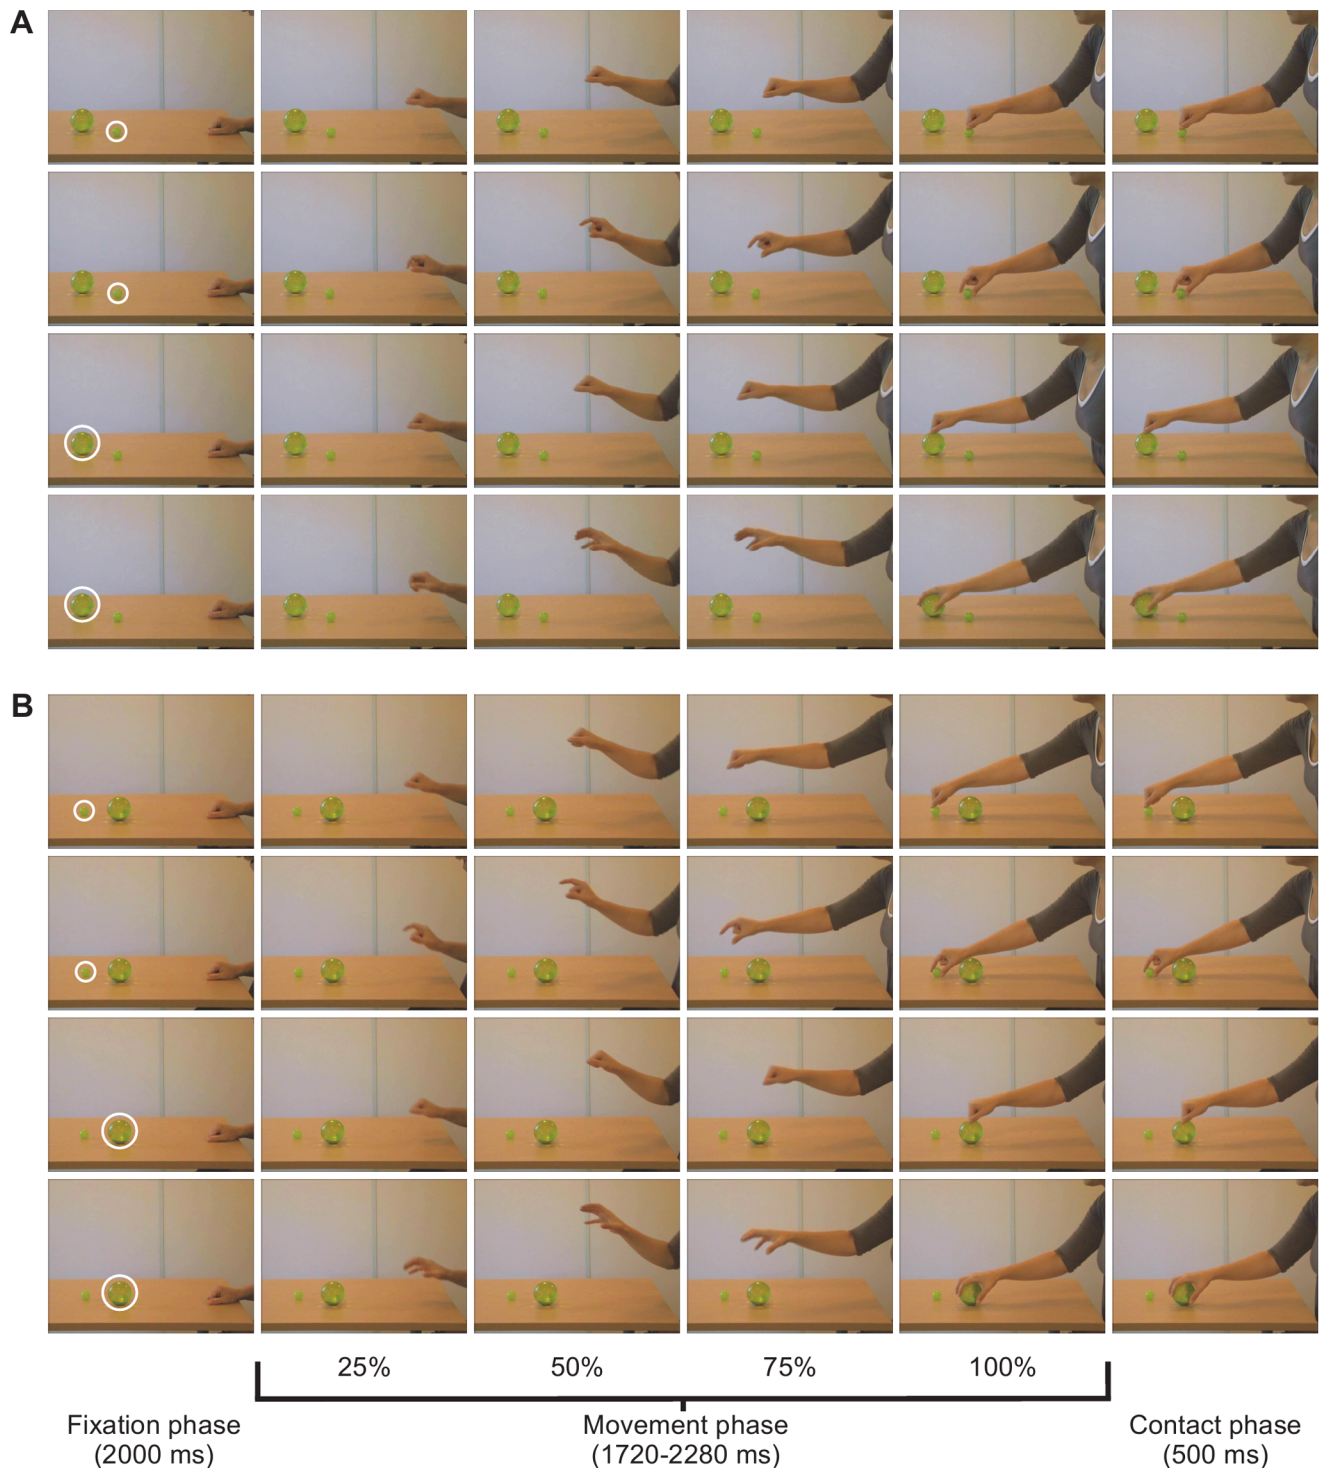 A
B
25% 50% 75% 100%
Fixation phase Movement phase Contact phase
(2000 ms) (1720-2280 ms) (500 ms)